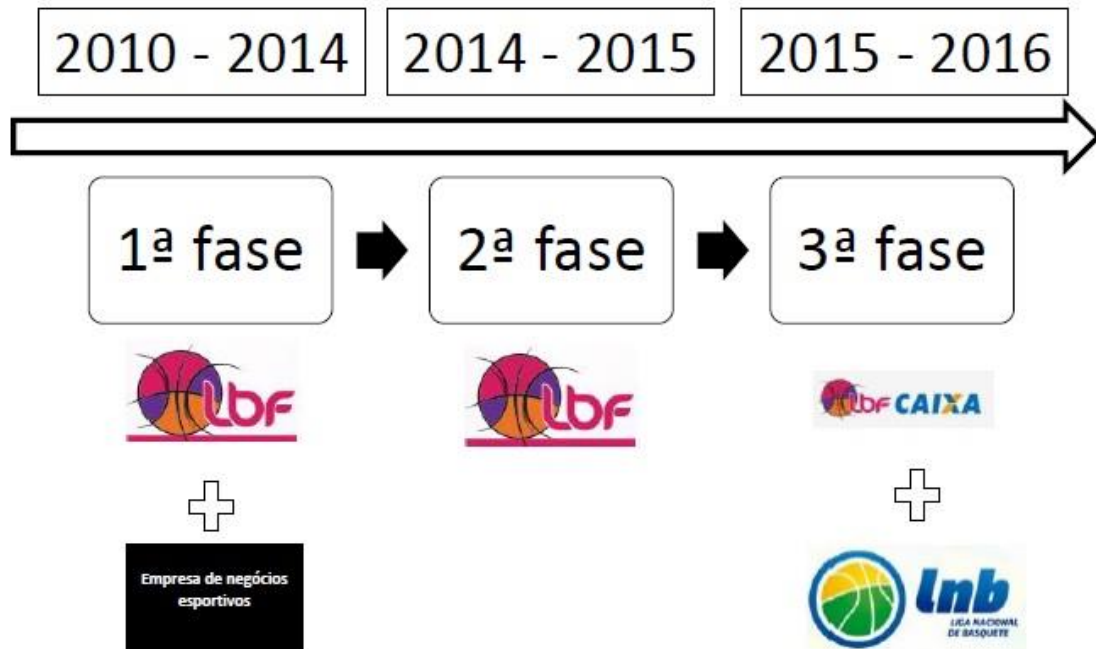 2010 - 2014
2014 - 2015
2015 - 2016
1ª fase
2ª fase
3ª fase
lbf
lbf
lbf CAIXA
Empresa de negócios
esportivos
lnb
LIGA NACIONAL
DE BASQUETE